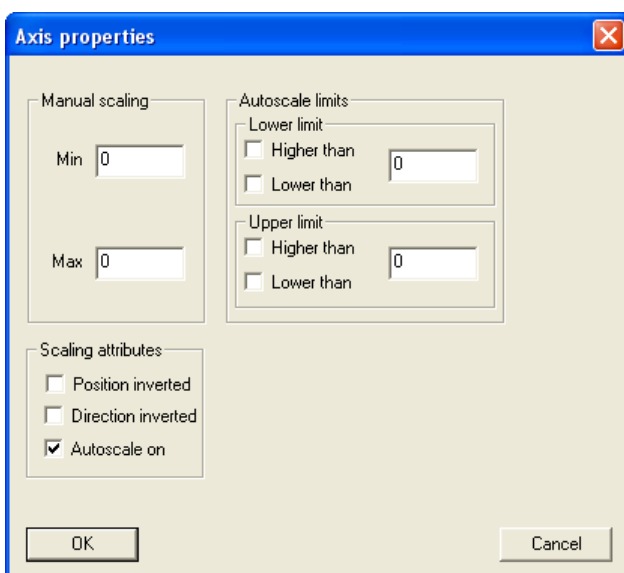 Axis properties
Manual scaling
Min 0
Max 0
Autoscale limits
Lower limit
Higher than
0
Lower than
Upper limit
Higher than
0
Lower than
Scaling attributes
Position inverted
Direction inverted
Autoscale on
OK
Cancel